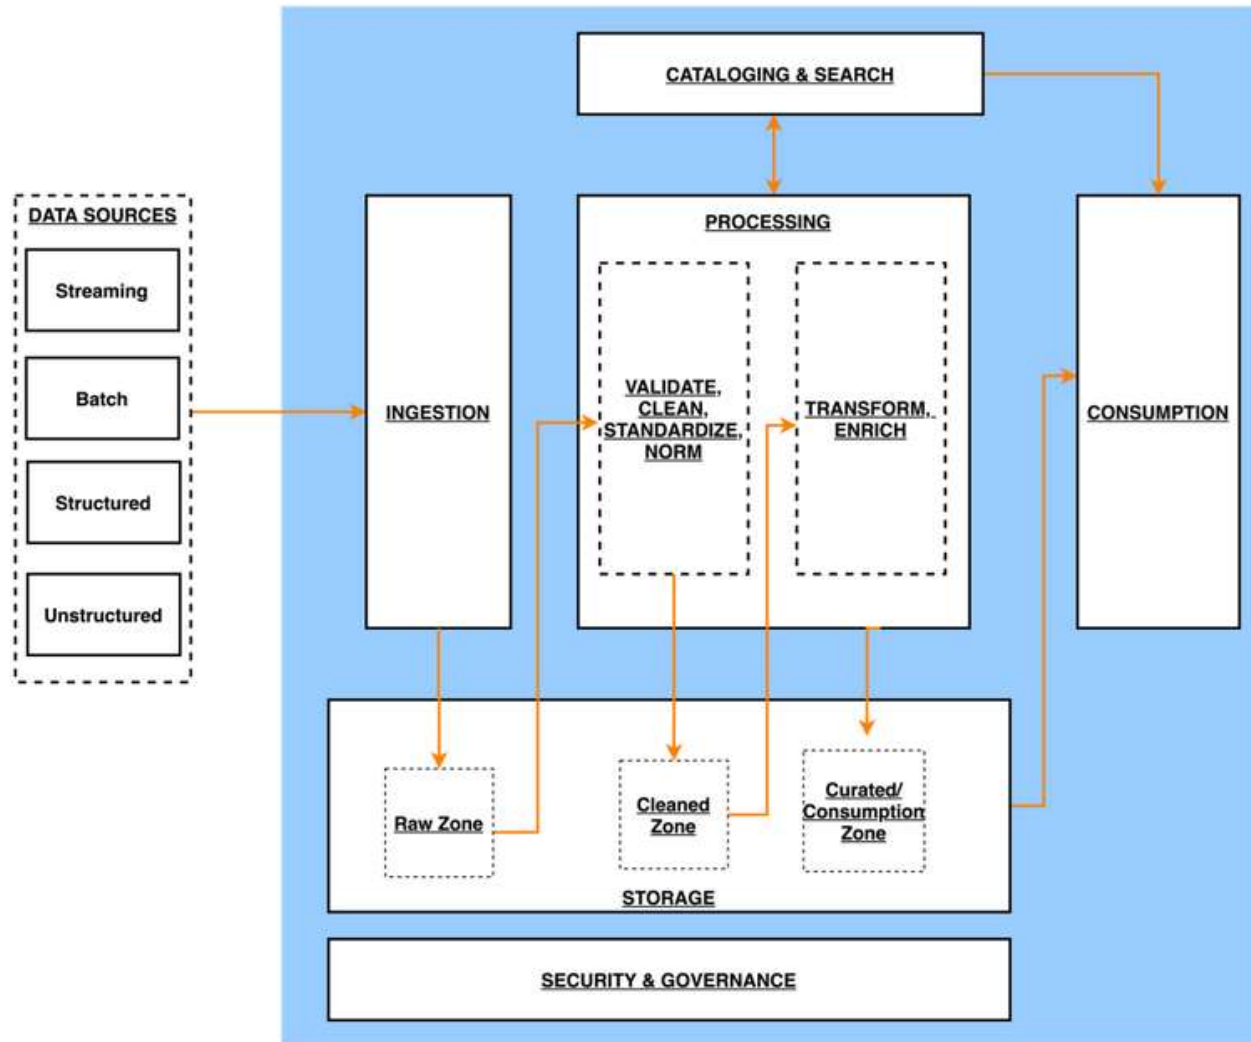 CATALOGING & SEARCH
DATA SOURCES
Streaming
Batch
Structured
Unstructured
INGESTION
PROCESSING
VALIDATE,
CLEAN,
STANDARDIZE,
NORM
TRANSFORM,
ENRICH
CONSUMPTION
Raw Zone
Cleaned
Zone
Curated/
Consumption
Zone
STORAGE
SECURITY & GOVERNANCE